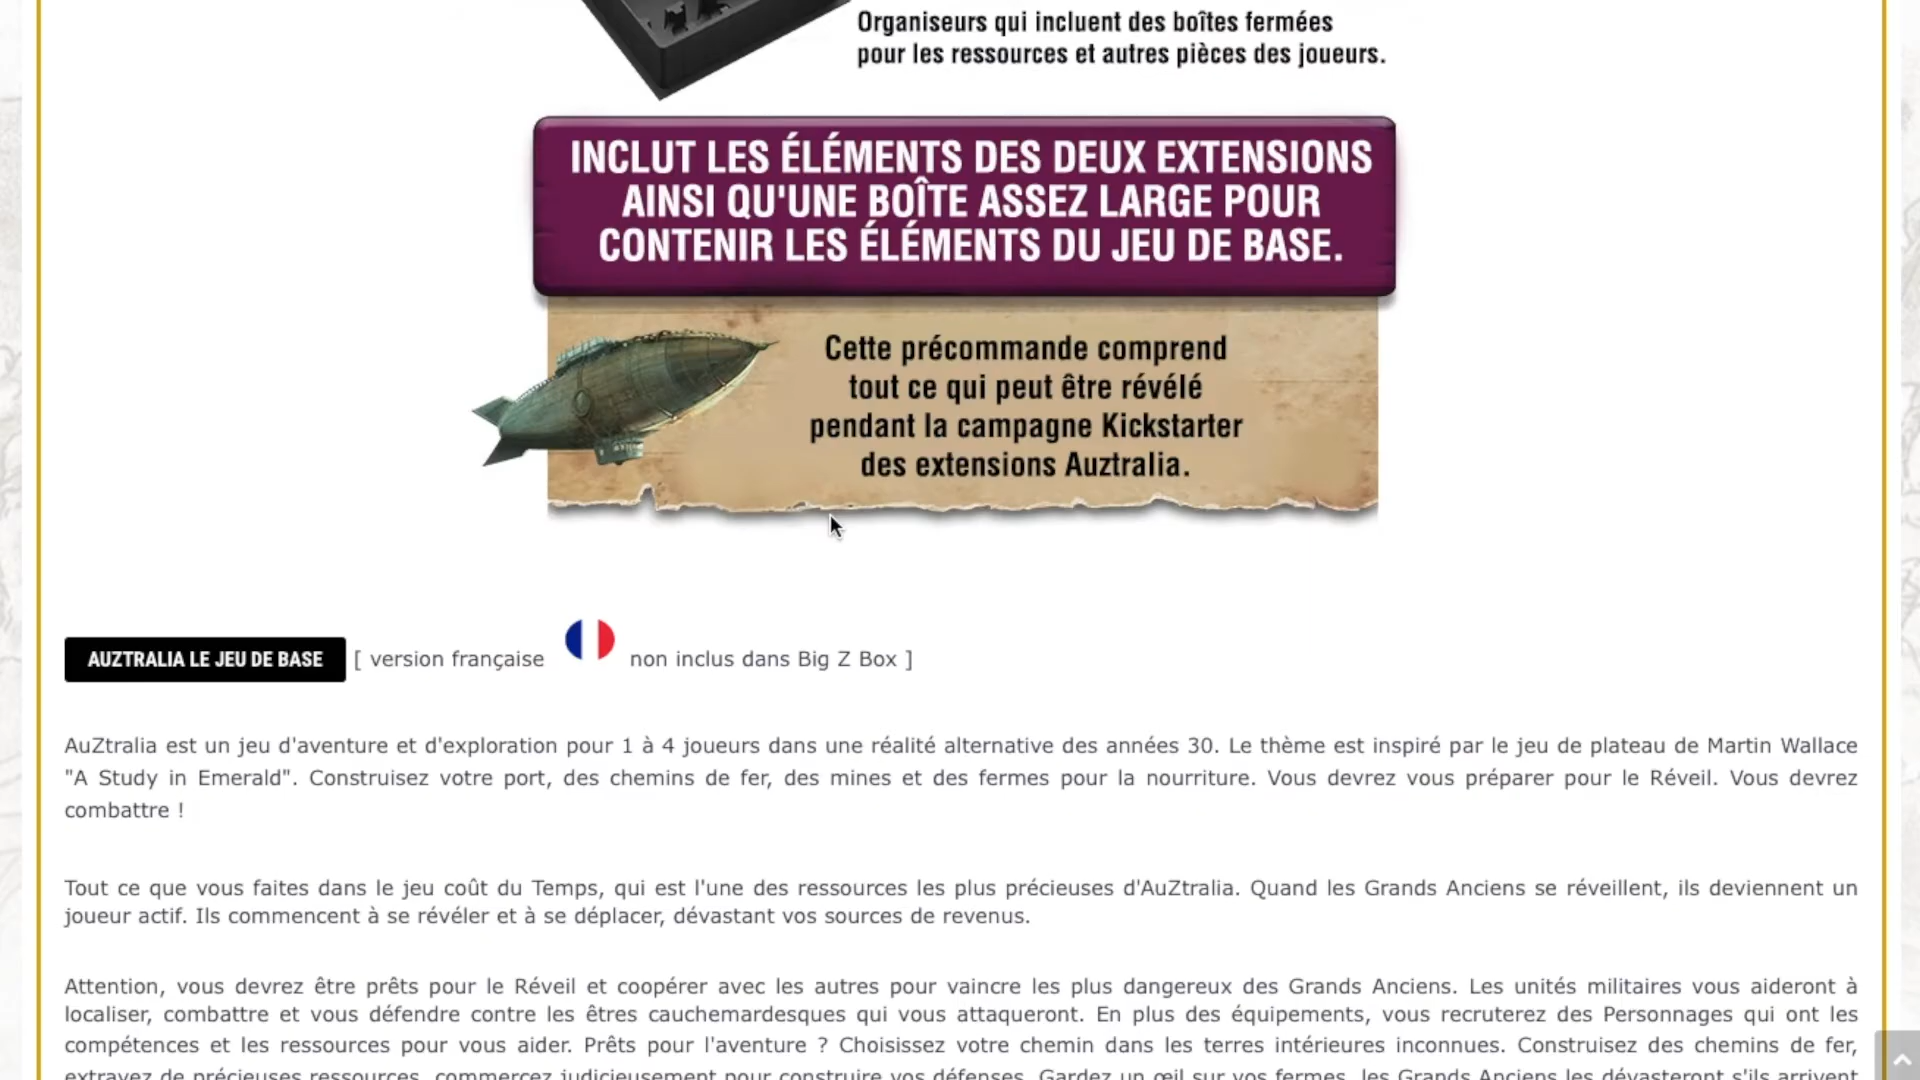 Organiseurs qui incluent des boîtes fermées
pour les ressources et autres pièces des joueurs.
INCLUT LES ÉLÉMENTS DES DEUX EXTENSIONS
AINSI QU'UNE BOÎTE ASSEZ LARGE POUR
CONTENIR LES ÉLÉMENTS DU JEU DE BASE.
Cette précommande comprend
tout ce qui peut être révélé
pendant la campagne Kickstarter
des extensions Auztralia.
AUZTRALIA LE JEU DE BASE [ version française non inclus dans Big Z Box ]
AuZtralia est un jeu d'aventure et d'exploration pour 1 à 4 joueurs dans une réalité alternative des années 30. Le thème est inspiré par le jeu de plateau de Martin Wallace
"A Study in Emerald". Construisez votre port, des chemins de fer, des mines et des fermes pour la nourriture. Vous devrez vous préparer pour le Réveil. Vous devrez
combattre !
Tout ce que vous faites dans le jeu coût du Temps, qui est l'une des ressources les plus précieuses d'AuZtralia. Quand les Grands Anciens se réveillent, ils deviennent un
joueur actif. Ils commencent à se révéler et à se déplacer, dévastant vos sources de revenus.
Attention, vous devrez être prêts pour le Réveil et coopérer avec les autres pour vaincre les plus dangereux des Grands Anciens. Les unités militaires vous aideront à
localiser, combattre et vous défendre contre les êtres cauchemardesques qui vous attaqueront. En plus des équipements, vous recruterez des Personnages qui ont les
compétences et les ressources pour vous aider. Prêts pour l'aventure ? Choisissez votre chemin dans les terres intérieures inconnues. Construisez des chemins de fer,
extrayez de précieuses ressources, commercez judicieusement pour construire vos défenses. Gardez un œil sur vos fermes, les Grands Anciens les dévasteront s'ils arrivent